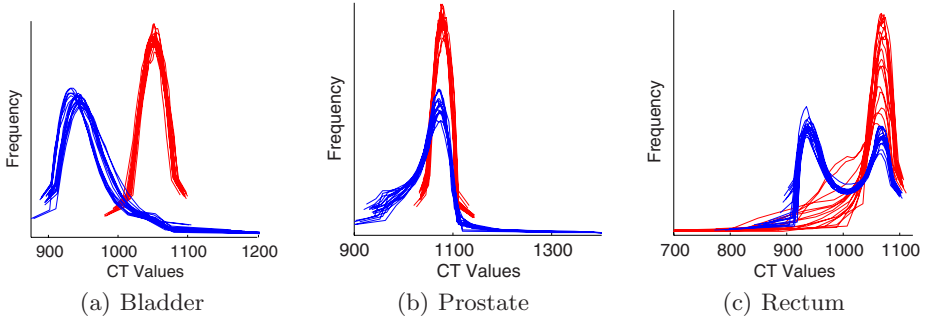 Frequency
900 1000 1100 1200
CT Values
(a) Bladder
Frequency
900 1100 1300
CT Values
(b) Prostate
Frequency
700 800 900 1000 1100
CT Values
(c) Rectum